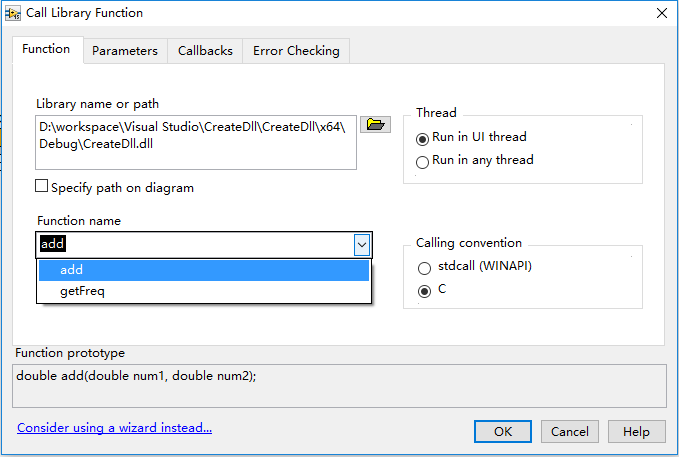 Call Library Function
Function
Parameters
Callbacks
Error Checking
Library name or path
D:\workspace\Visual Studio\CreateDll\CreateDll\x64\
Debug\CreateDll.dll
Specify path on diagram
Thread
Run in UI thread
Run in any thread
Function name
add
add
getFreq
Calling convention
stdcall (WINAPI)
C
Function prototype
double add(double num1, double num2);
Consider using a wizard instead...
OK
Cancel
Help